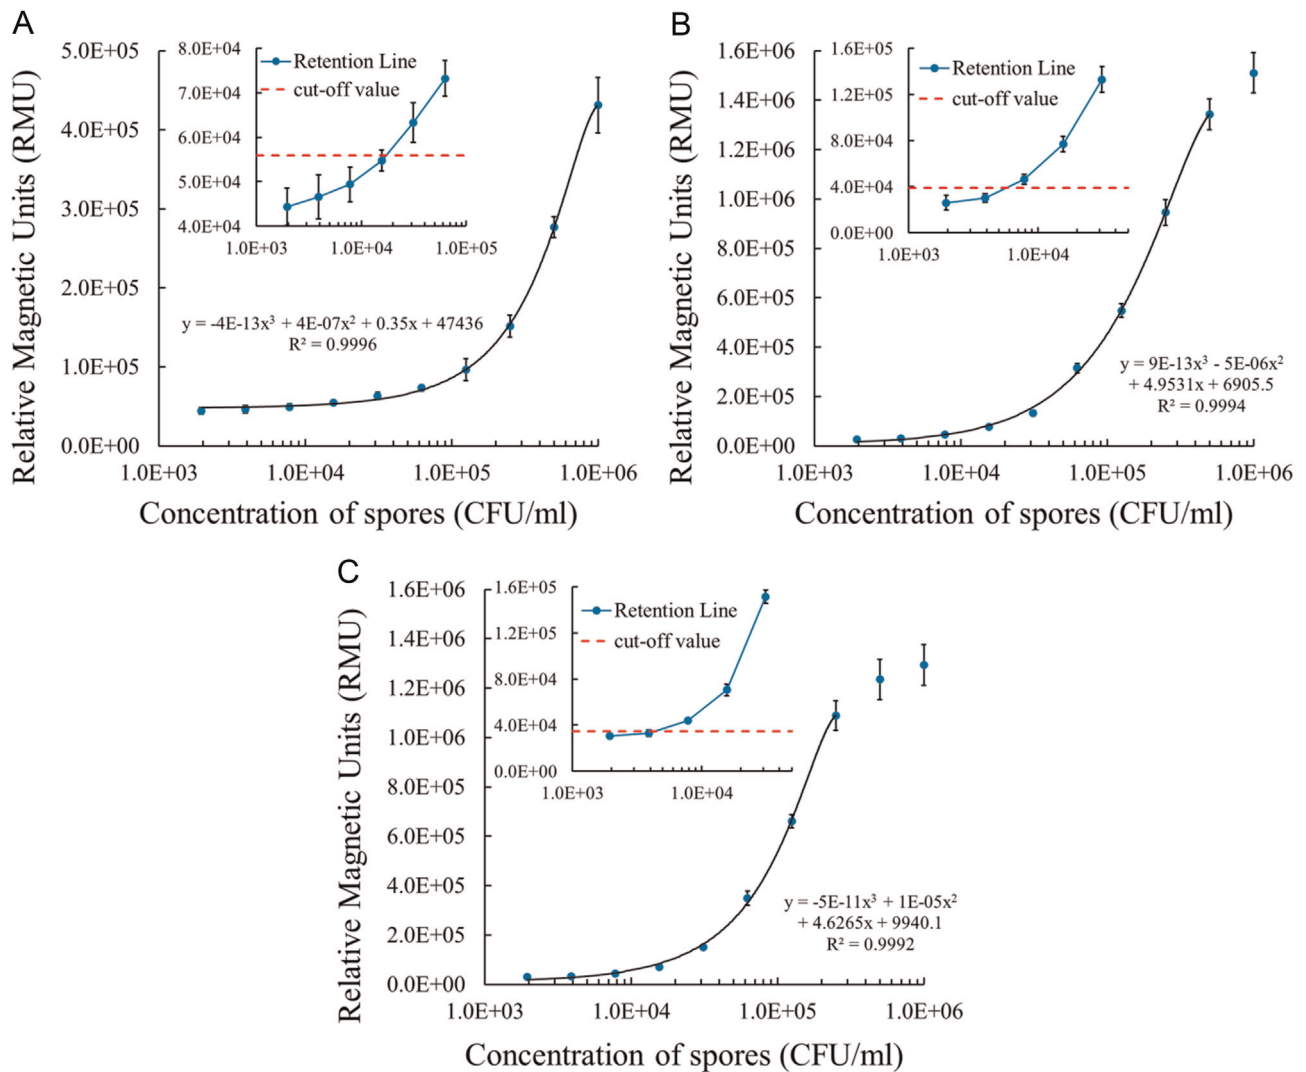 A
Relative Magnetic Units (RMU)
5.0E+05
4.0E+05
3.0E+05
2.0E+05
1.0E+05
0.0E+00
1.0E+03
1.0E+04
1.0E+05
1.0E+06
Concentration of spores (CFU/ml)
8.0E+04
7.0E+04
6.0E+04
5.0E+04
4.0E+04
1.0E+03
1.0E+04
1.0E+05
Retention Line
cut-off value
y = -4E-13x³ + 4E-07x² + 0.35x + 47436
R² = 0.9996
B
Relative Magnetic Units (RMU)
1.6E+06
1.4E+06
1.2E+06
1.0E+06
8.0E+05
6.0E+05
4.0E+05
2.0E+05
0.0E+00
1.0E+03
1.0E+04
1.0E+05
1.0E+06
Concentration of spores (CFU/ml)
1.6E+05
1.2E+05
8.0E+04
4.0E+04
0.0E+00
1.0E+03
1.0E+04
Retention Line
cut-off value
y = 9E-13x³ - 5E-06x²
+ 4.9531x + 6905.5
R² = 0.9994
C
Relative Magnetic Units (RMU)
1.6E+06
1.4E+06
1.2E+06
1.0E+06
8.0E+05
6.0E+05
4.0E+05
2.0E+05
0.0E+00
1.0E+03
1.0E+04
1.0E+05
1.0E+06
Concentration of spores (CFU/ml)
1.6E+05
1.2E+05
8.0E+04
4.0E+04
0.0E+00
1.0E+03
1.0E+04
Retention Line
cut-off value
y = -5E-11x³ + 1E-05x²
+ 4.6265x + 9940.1
R² = 0.9992